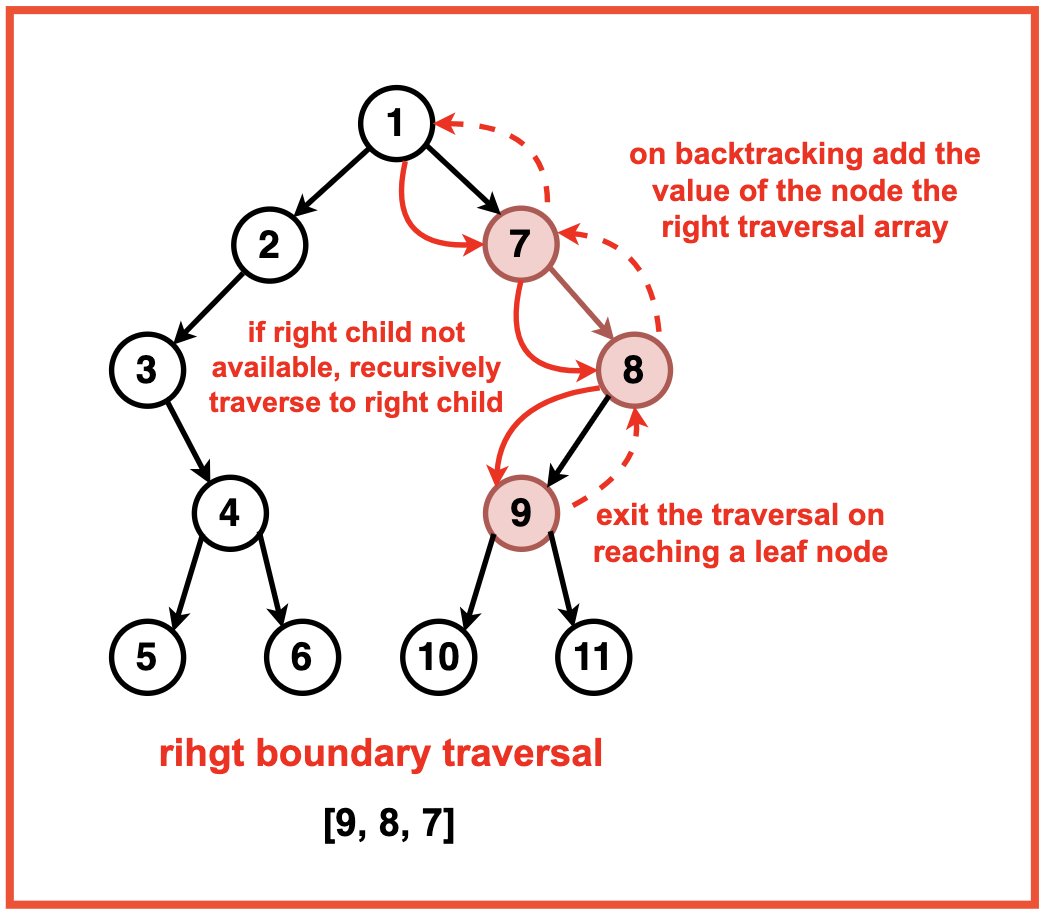 1
on backtracking add the
value of the node the
right traversal array
2
7
if right child not
available, recursively
traverse to right child
3
8
4
9
exit the traversal on
reaching a leaf node
5
6
10
11
rihgt boundary traversal
[9, 8, 7]